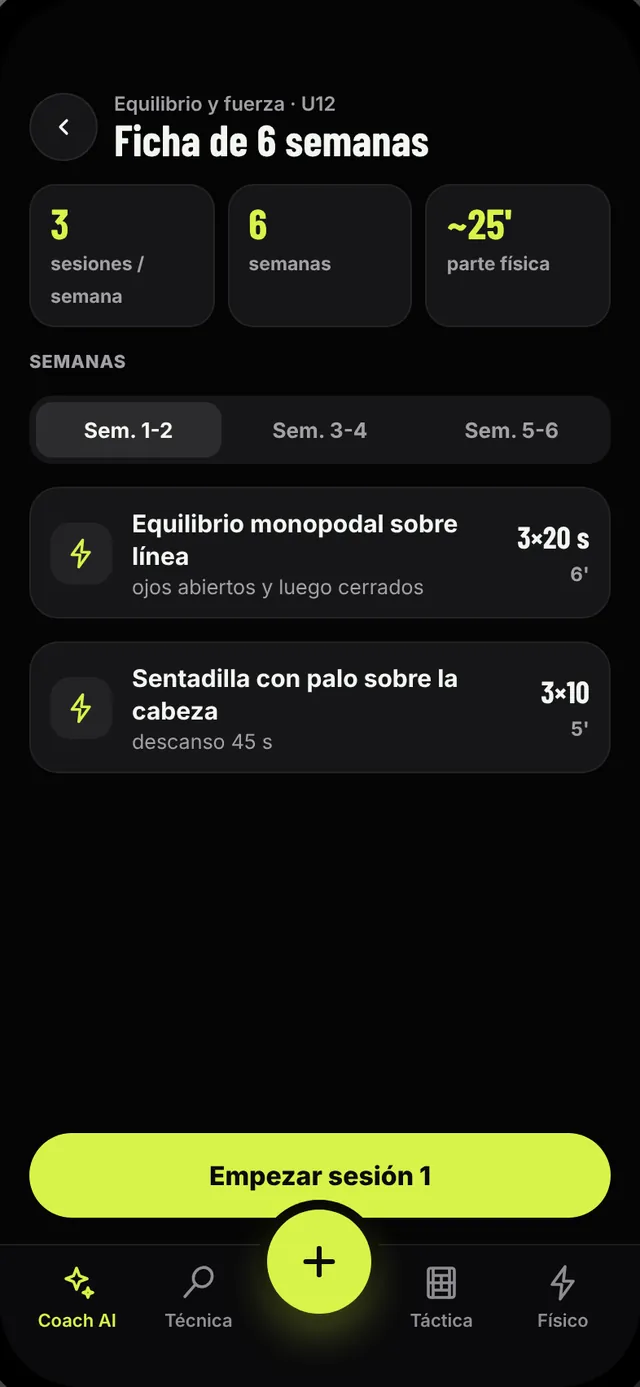 Equilibrio y fuerza · U12
Ficha de 6 semanas
3
sesiones /
semana
6
semanas
~25'
parte física
SEMANAS
Sem. 1-2
Sem. 3-4
Sem. 5-6
Equilibrio monopodal sobre
línea
ojos abiertos y luego cerrados
3×20 s
6'
Sentadilla con palo sobre la
cabeza
descanso 45 s
3×10
5'
Empezar sesión 1
Coach AI
Técnica
Táctica
Físico